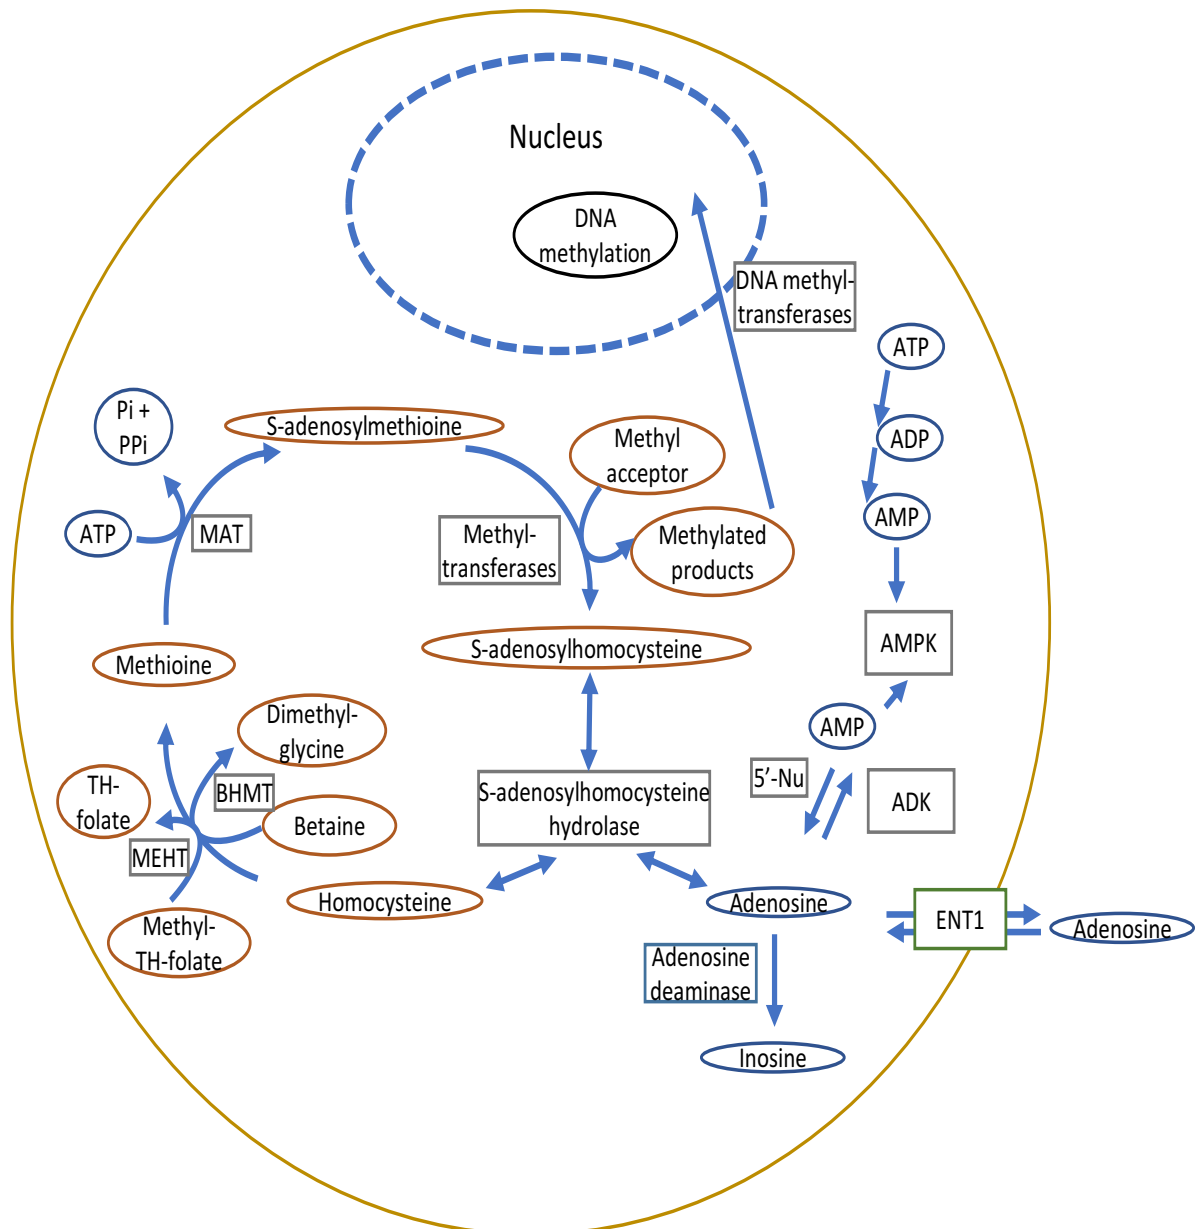 Nucleus
DNA
methylation
DNA methyl-
transferases
ATP
ADP
AMP
AMPK
Pi +
PPi
S-adenosylmethioine
Methyl
acceptor
ATP
MAT
Methyl-
transferases
Methylated
products
S-adenosylhomocysteine
Methioine
Dimethyl-
glycine
AMP
TH-
folate
BHMT
Betaine
MEHT
S-adenosylhomocysteine
hydrolase
5’-Nu
ADK
Homocysteine
Adenosine
ENT1
Adenosine
Methyl-
TH-folate
Adenosine
deaminase
Inosine